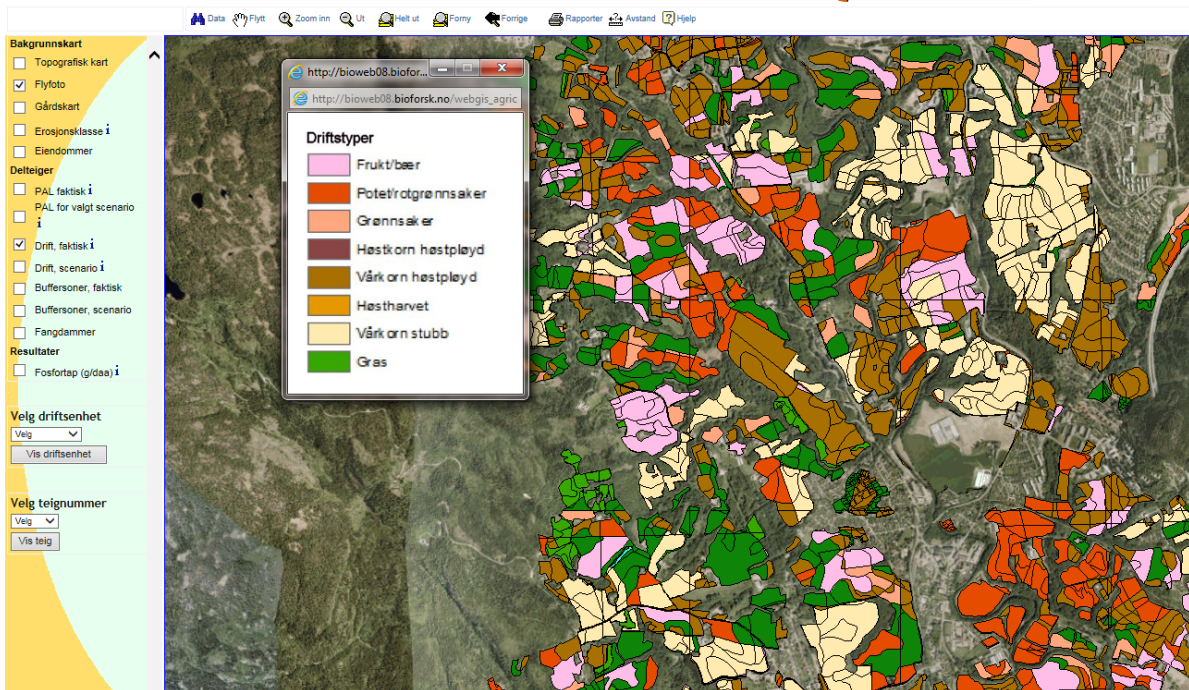 Data Flytt Zoom inn Ut Helt ut Forny Forrige Rapporter Avstand Hjelp
Bakgrunnskart
Topografisk kart
Flyfoto
Gårdskart
Erosjonsklasse i
Eiendommer
Delteiger
PAL faktisk i
PAL for valgt scenario
i
Drift, faktisk i
Drift, scenario i
Buffersoner, faktisk
Buffersoner, scenario
Fangdammer
Resultater
Fosfortap (g/daa) i
Velg driftsenhet
Velg
Vis driftsenhet
Velg teignummer
Velg
Vis teig
http://bioweb08.biofor...
http://bioweb08.bioforsk.no/webgis_agric
Driftstyper
Frukt/bær
Potet/rotgrønnsaker
Grønnsaker
Høstkorn høstpløyd
Vårkorn høstpløyd
Høstharvet
Vårkorn stubb
Gras